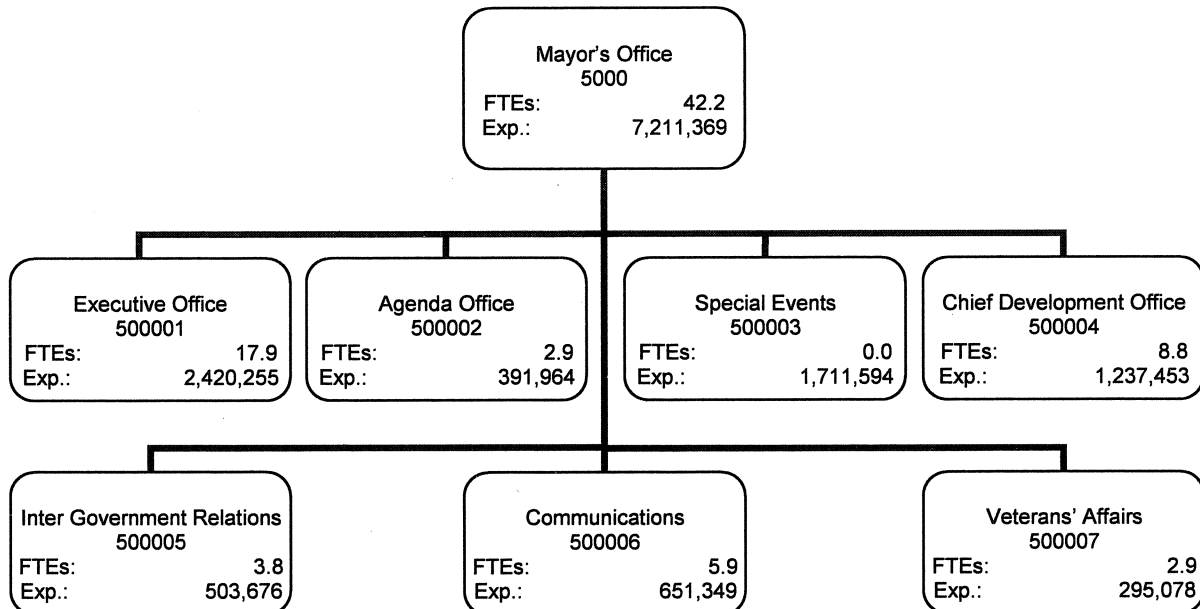 Mayor's Office
5000
FTEs: 42.2
Exp.: 7,211,369
Executive Office
500001
FTEs: 17.9
Exp.: 2,420,255
Agenda Office
500002
FTEs: 2.9
Exp.: 391,964
Special Events
500003
FTEs: 0.0
Exp.: 1,711,594
Chief Development Office
500004
FTEs: 8.8
Exp.: 1,237,453
Inter Government Relations
500005
FTEs: 3.8
Exp.: 503,676
Communications
500006
FTEs: 5.9
Exp.: 651,349
Veterans' Affairs
500007
FTEs: 2.9
Exp.: 295,078